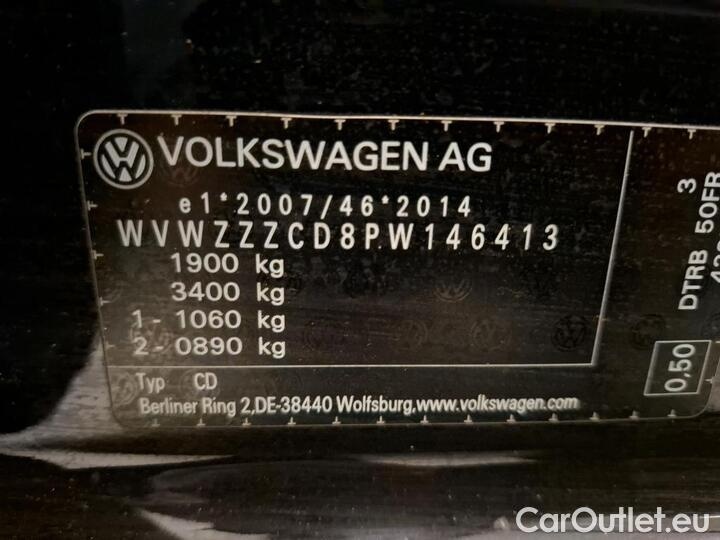 VOLKSWAGEN AG
e1*2007/46*2014
WVWZZZCD8PW146413
1900 kg
3400 kg
1 - 1060 kg
2 - 0890 kg
Typ CD
Berliner Ring 2,DE-38440 Wolfsburg,www.volkswagen.com
3
DTRB 50FR
0,50
CarOutlet.eu